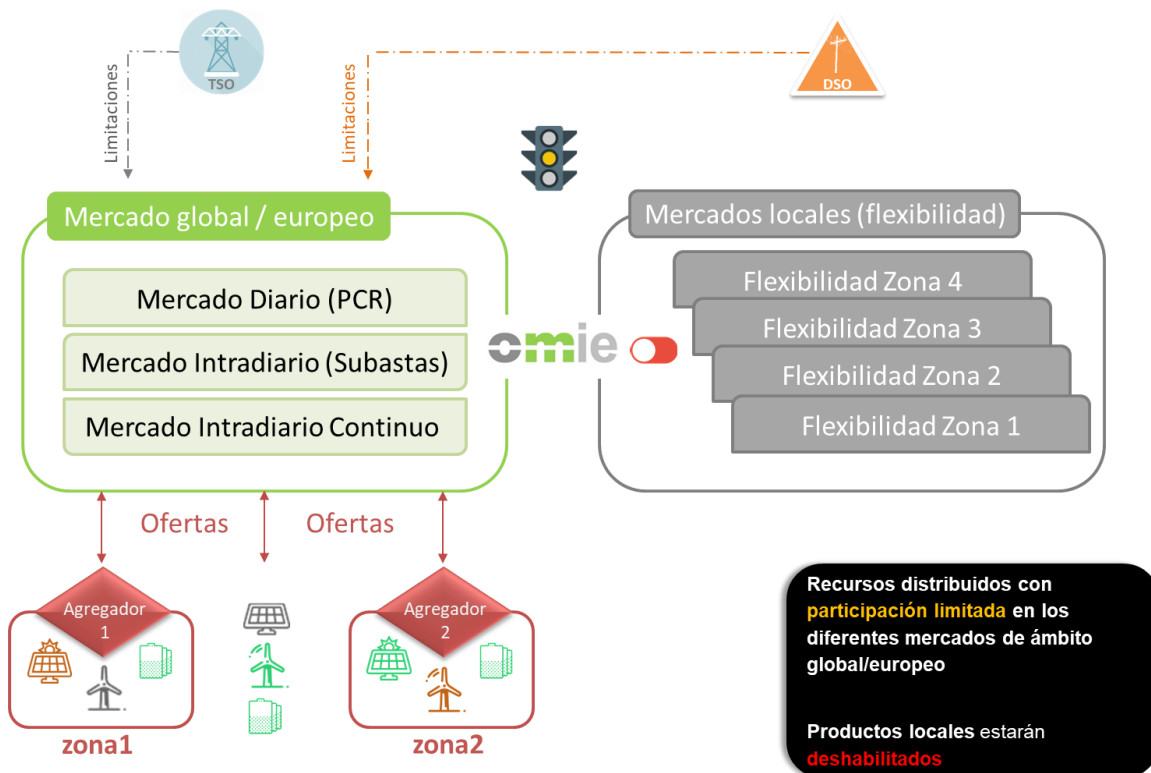 TSO
DSO
Limitaciones
Limitaciones
Mercado global / europeo
Mercado Diario (PCR)
Mercado Intradiario (Subastas)
Mercado Intradiario Continuo
omie
Mercados locales (flexibilidad)
Flexibilidad Zona 4
Flexibilidad Zona 3
Flexibilidad Zona 2
Flexibilidad Zona 1
Ofertas
Ofertas
Agregador
1
Agregador
2
zona1
zona2
Recursos distribuidos con
participación limitada en los
diferentes mercados de ámbito
global/europeo
Productos locales estarán
deshabilitados